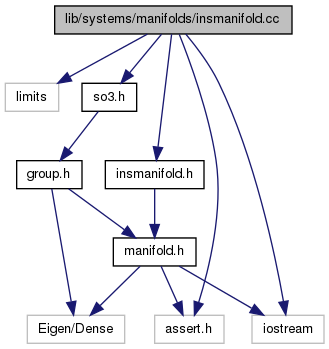 lib/systems/manifolds/insmanifold.cc
limits
so3.h
group.h
insmanifold.h
manifold.h
Eigen/Dense
assert.h
iostream